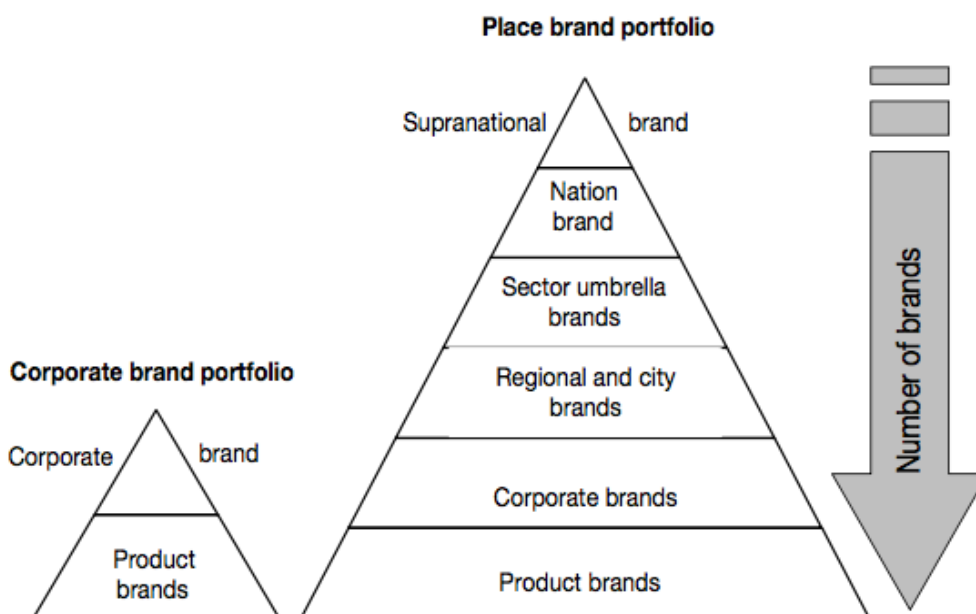 Place brand portfolio
Supranational brand
Nation
brand
Sector umbrella
brands
Regional and city
brands
Corporate brands
Product brands
Number of brands
Corporate brand portfolio
Corporate brand
Product
brands